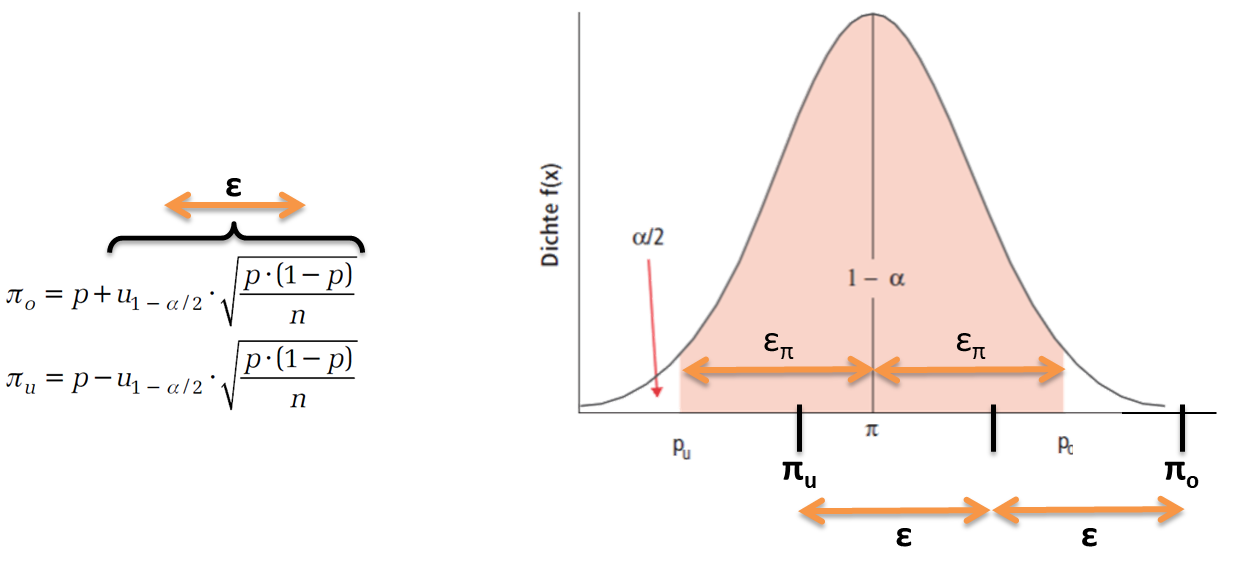 ε
π_o = p + u_{1 − α/2} · √(p · (1 − p) / n)
π_u = p − u_{1 − α/2} · √(p · (1 − p) / n)
Dichte f(x)
α/2
1 − α
ε_π ε_π
p_u π p_o
π_u π_o
ε ε